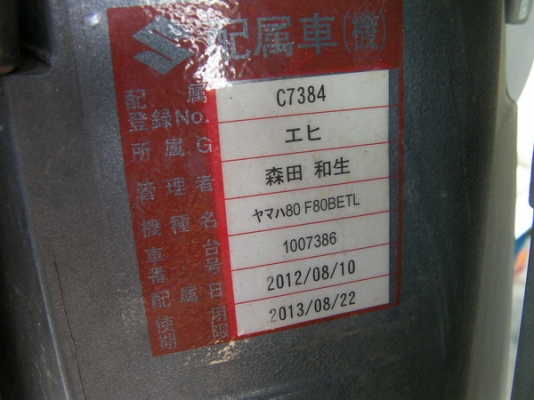 配属車(機)
配属
登録No. C7384
所属G エヒ
管理者 森田 和生
機種名 ヤマハ80 F80BETL
車台
番号 1007386
配属日 2012/08/10
使用
期限 2013/08/22